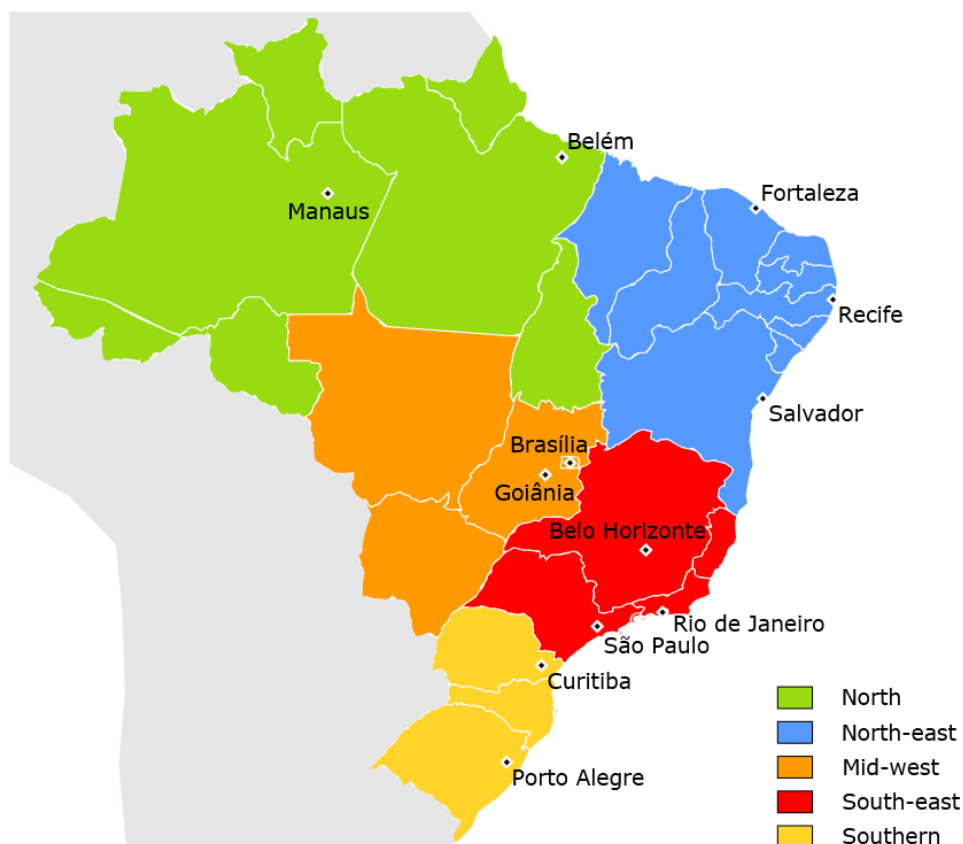 Belém
Fortaleza
Manaus
Recife
Salvador
Brasília
Goiânia
Belo Horizonte
Rio de Janeiro
São Paulo
Curitiba
Porto Alegre
North
North-east
Mid-west
South-east
Southern